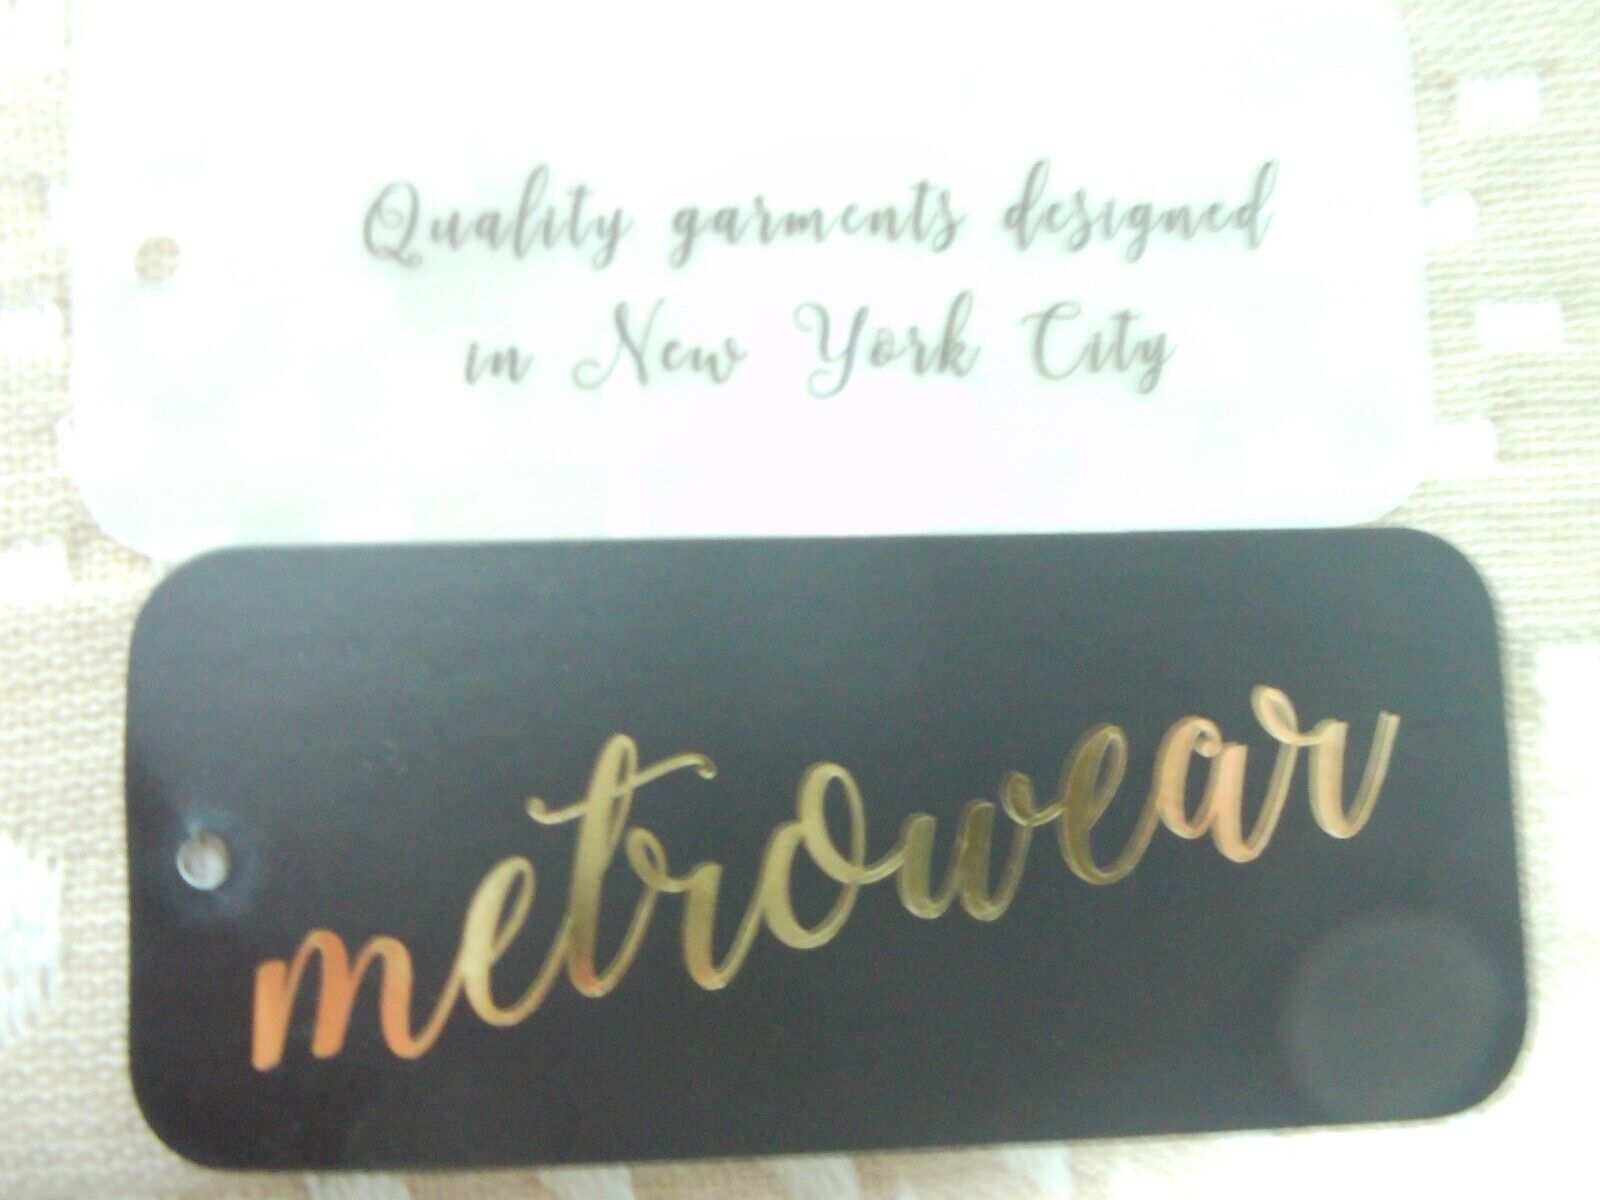 Quality garments designed
in New York City
metrowear